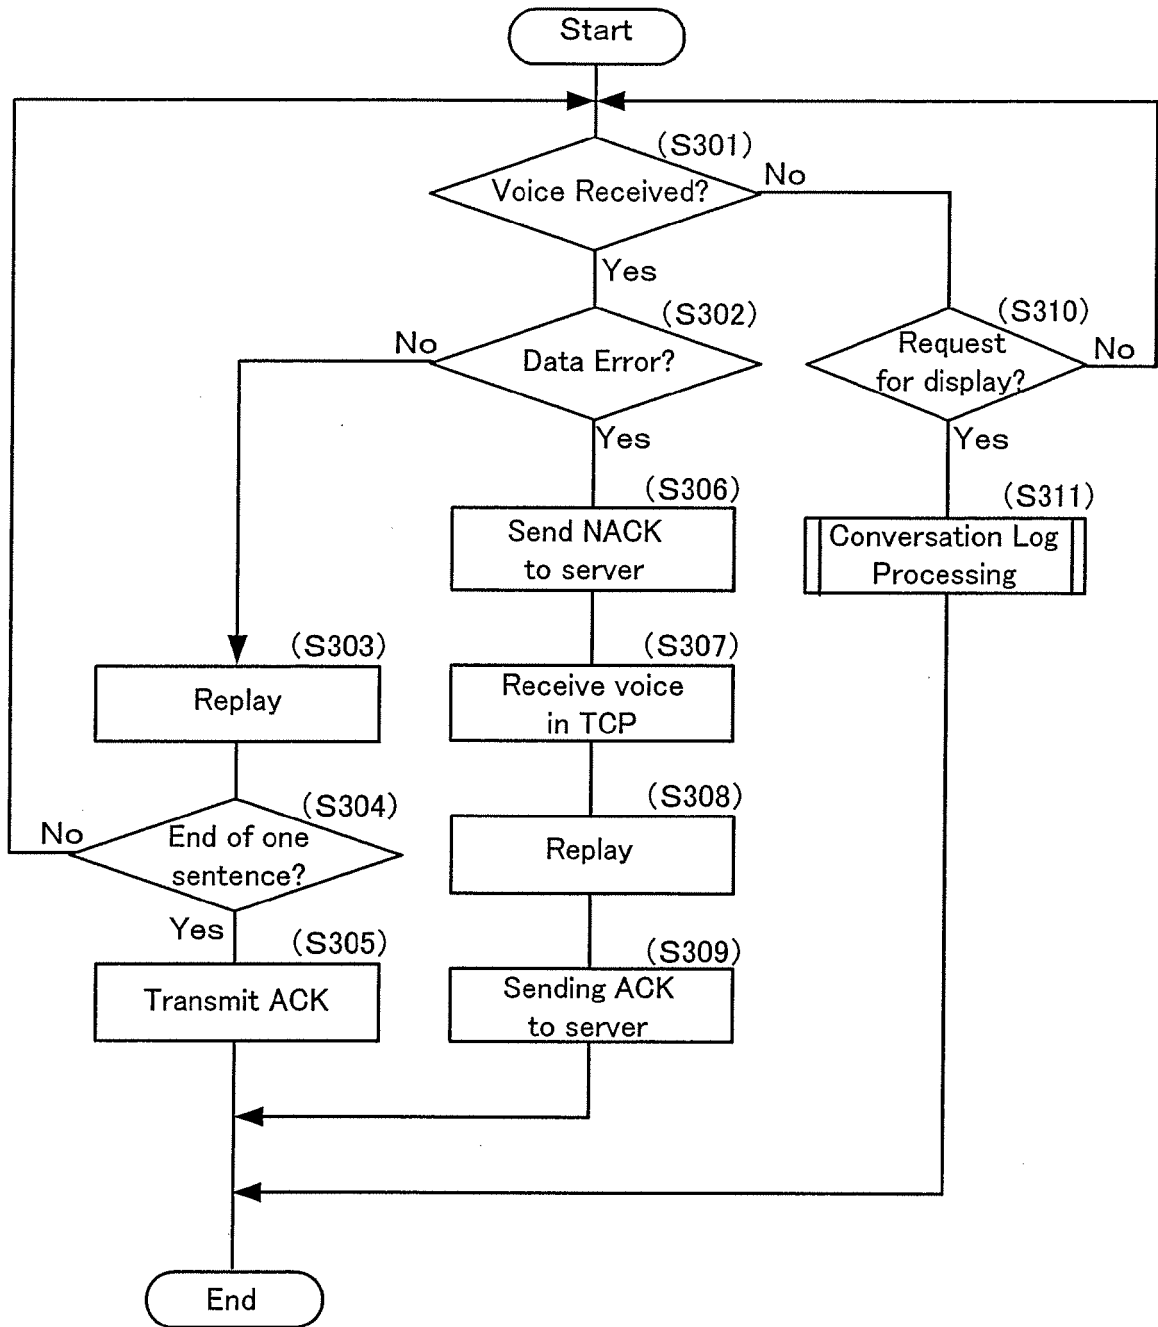 Start
(S301)
Voice Received?
No
Yes
(S302)
No
Data Error?
Yes
(S310)
Request
for display?
No
Yes
(S306)
Send NACK
to server
(S311)
Conversation Log
Processing
(S303)
Replay
(S307)
Receive voice
in TCP
(S304)
No
End of one
sentence?
Yes
(S308)
Replay
(S305)
Transmit ACK
(S309)
Sending ACK
to server
End